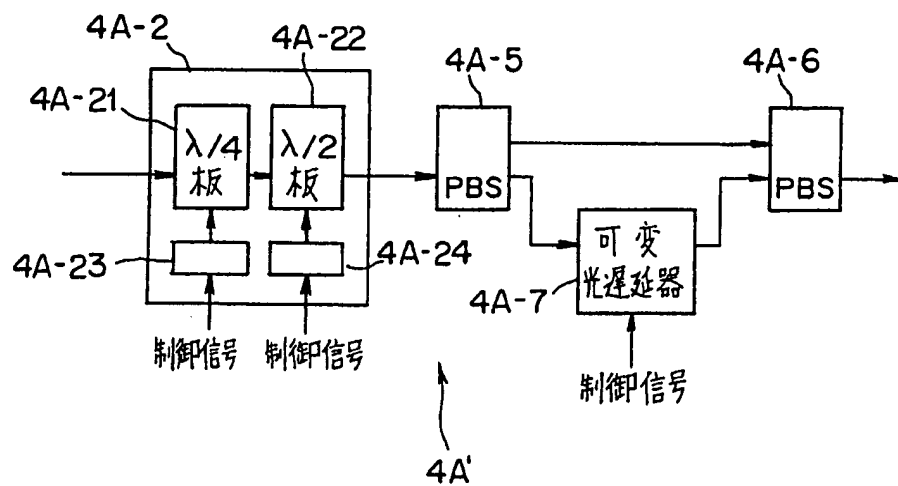 4A-2
4A-22
4A-5
4A-6
4A-21
λ/4
板
λ/2
板
PBS
PBS
4A-23
4A-24
可変
光遅延器
4A-7
制御信号
制御信号
制御信号
4A'